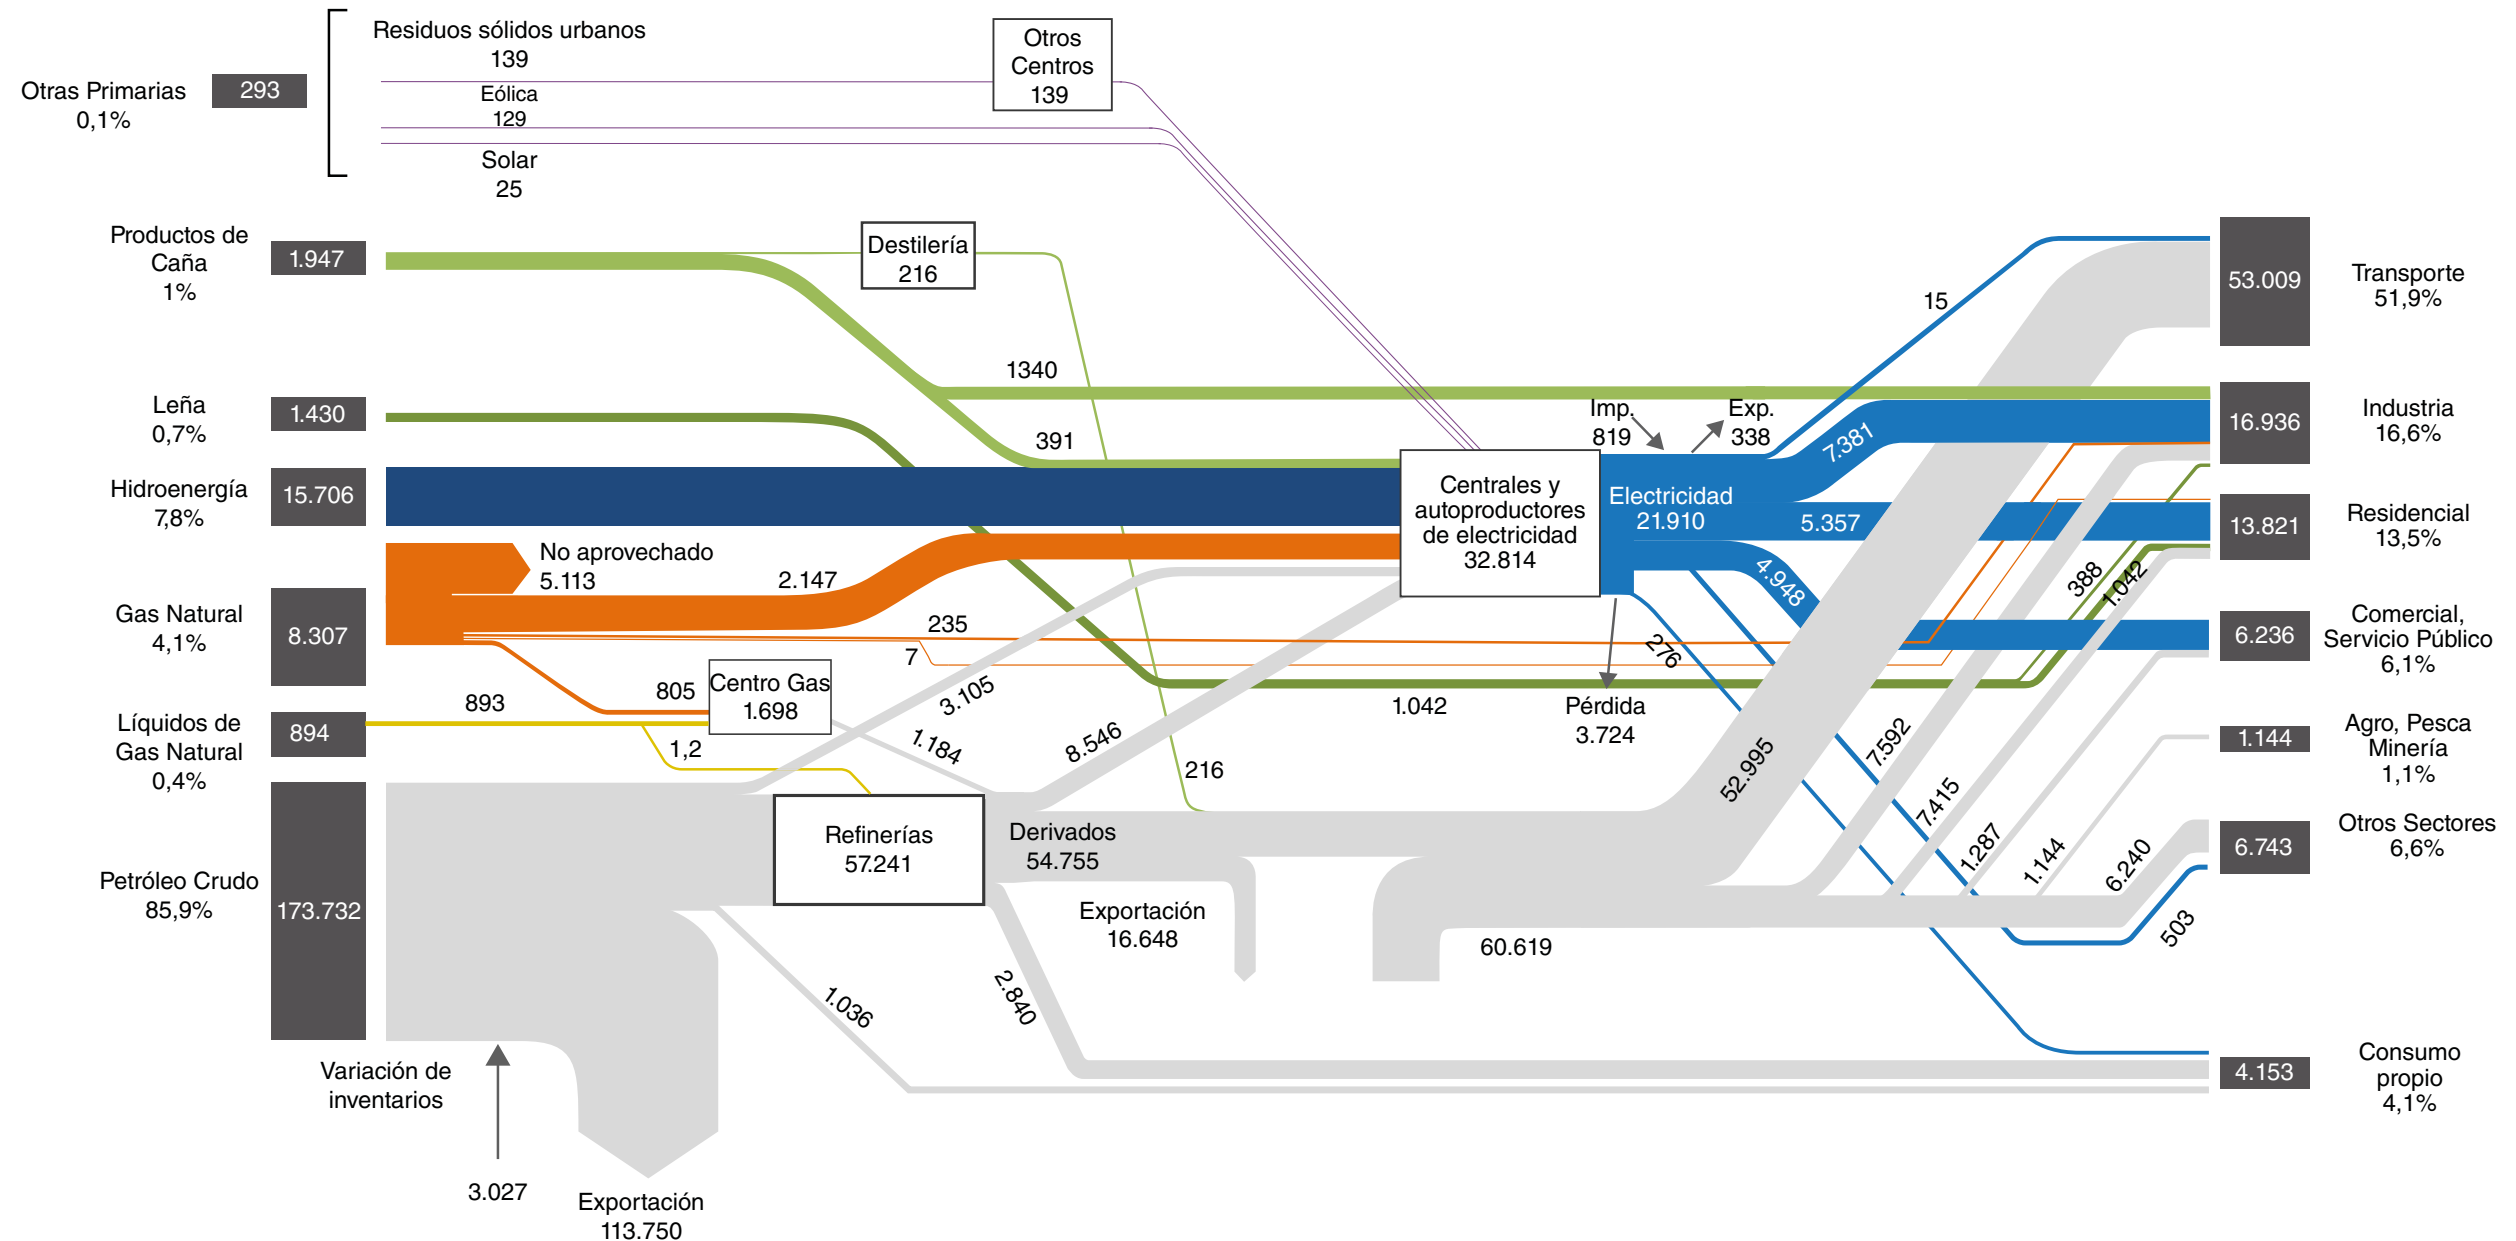 Otras Primarias
0,1%
293
Residuos sólidos urbanos
139
Eólica
129
Solar
25
Otros
Centros
139
Productos de
Caña
1%
1.947
Destilería
216
1340
391
Leña
0,7%
1.430
Hidroenergía
7,8%
15.706
Gas Natural
4,1%
8.307
No aprovechado
5.113
2.147
235
7
805
Líquidos de
Gas Natural
0,4%
894
893
1,2
Centro Gas
1.698
1.184
3.105
8.546
216
Petróleo Crudo
85,9%
173.732
Variación de
inventarios
3.027
Exportación
113.750
Refinerías
57.241
Derivados
54.755
Exportación
16.648
1.036
2.840
60.619
Centrales y
autoproductores
de electricidad
32.814
Imp.
819
Exp.
338
Electricidad
21.910
Pérdida
3.724
1.042
15
7.381
5.357
4.948
276
52.995
7.592
7.415
1.287
1.144
6.240
503
388
1.042
53.009
Transporte
51,9%
16.936
Industria
16,6%
13.821
Residencial
13,5%
6.236
Comercial,
Servicio Público
6,1%
1.144
Agro, Pesca
Minería
1,1%
6.743
Otros Sectores
6,6%
4.153
Consumo
propio
4,1%